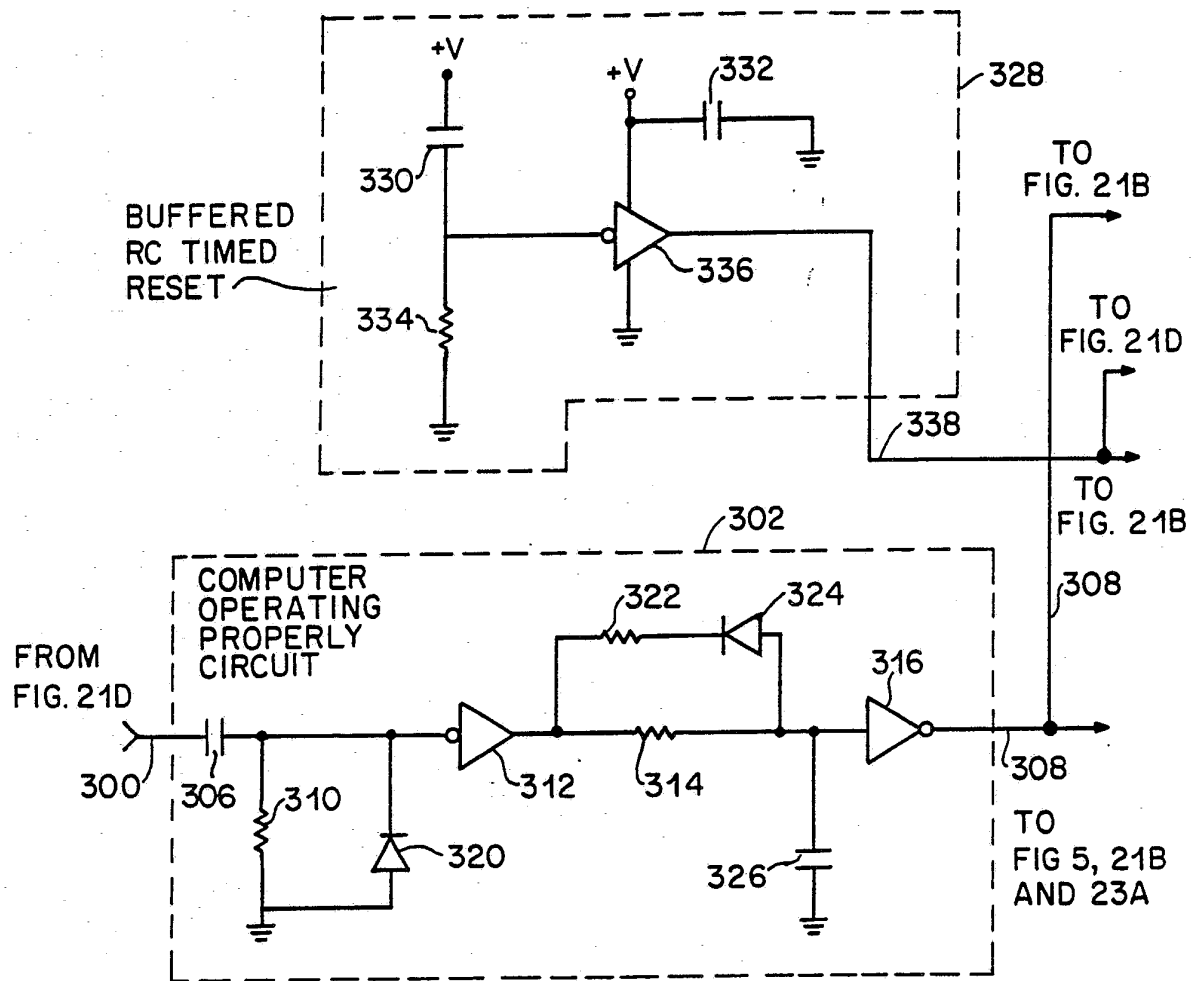 +V
+V
332
328
330
TO
FIG. 21B
BUFFERED
RC TIMED
RESET
336
334
TO
FIG. 21D
338
TO
FIG. 21B
302
COMPUTER
OPERATING
PROPERLY
CIRCUIT
322
324
308
FROM
FIG. 21D
316
300
306
310
312
314
308
320
326
TO
FIG 5, 21B
AND 23A